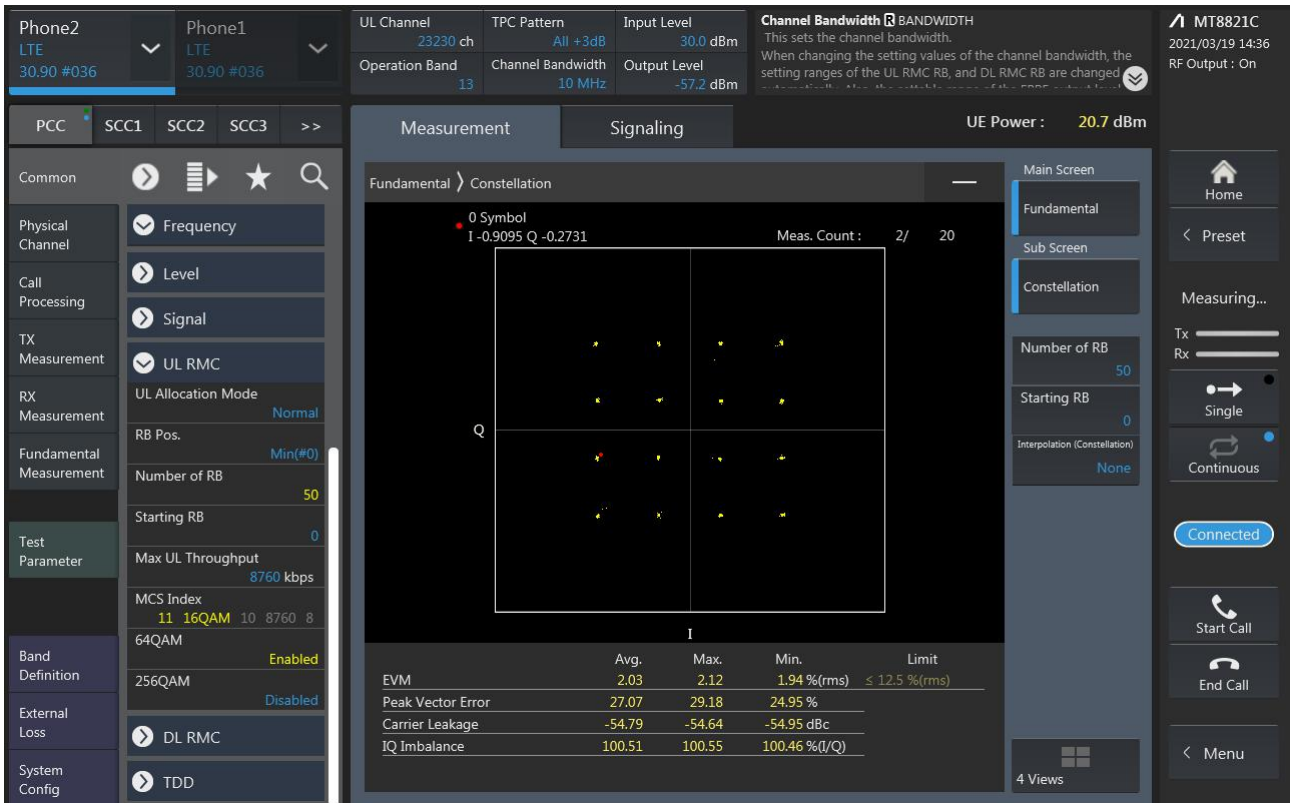 Phone2
LTE
30.90 #036
Phone1
LTE
30.90 #036
UL Channel
23230 ch
Operation Band
13
TPC Pattern
All +3dB
Channel Bandwidth
10 MHz
Input Level
30.0 dBm
Output Level
-57.2 dBm
Channel Bandwidth R BANDWIDTH
This sets the channel bandwidth.
When changing the setting values of the channel bandwidth, the
setting ranges of the UL RMC RB, and DL RMC RB are changed
MT8821C
2021/03/19 14:36
RF Output : On
PCC SCC1 SCC2 SCC3 >>
Common
Physical
Channel
Call
Processing
TX
Measurement
RX
Measurement
Fundamental
Measurement
Test
Parameter
Band
Definition
External
Loss
System
Config
Frequency
Level
Signal
UL RMC
UL Allocation Mode
Normal
RB Pos.
Min(#0)
Number of RB
50
Starting RB
0
Max UL Throughput
8760 kbps
MCS Index
11 16QAM 10 8760 8
64QAM
Enabled
256QAM
Disabled
DL RMC
TDD
Measurement Signaling
UE Power : 20.7 dBm
Fundamental 〉 Constellation
0 Symbol
I -0.9095 Q -0.2731
Meas. Count : 2/ 20
Q
I
Avg. Max. Min. Limit
EVM 2.03 2.12 1.94 %(rms) ≤ 12.5 %(rms)
Peak Vector Error 27.07 29.18 24.95 %
Carrier Leakage -54.79 -54.64 -54.95 dBc
IQ Imbalance 100.51 100.55 100.46 %(I/Q)
Main Screen
Fundamental
Sub Screen
Constellation
Number of RB
50
Starting RB
0
Interpolation (Constellation)
None
4 Views
Home
< Preset
Measuring...
Tx
Rx
Single
Continuous
Connected
Start Call
End Call
< Menu